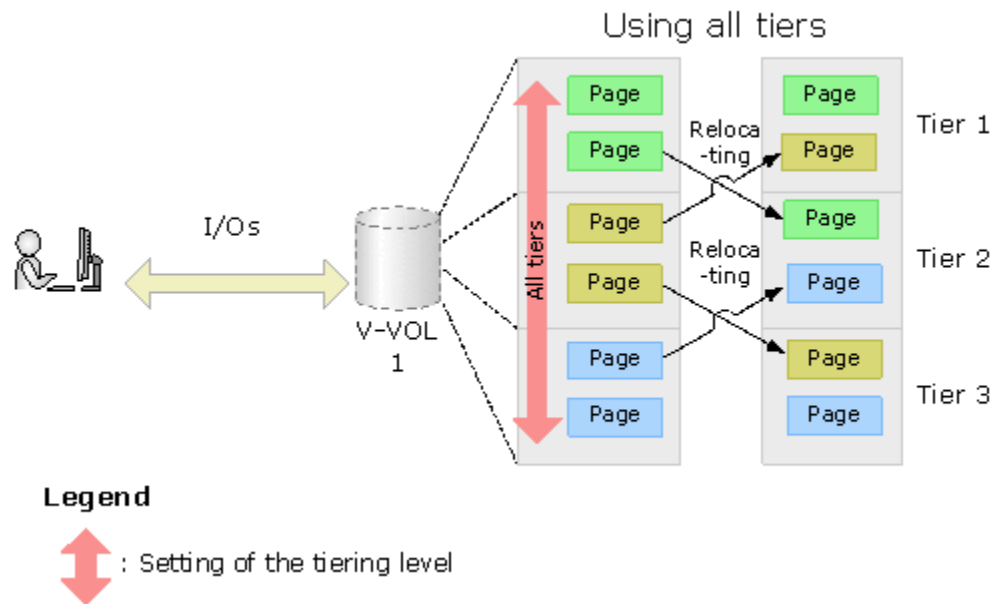 Using all tiers
Page
Page
Page
Page
Page
Page
All tiers
Reloca
-ting
Reloca
-ting
Page
Page
Page
Page
Page
Page
Tier 1
Tier 2
Tier 3
I/Os
V-VOL
1
Legend
: Setting of the tiering level